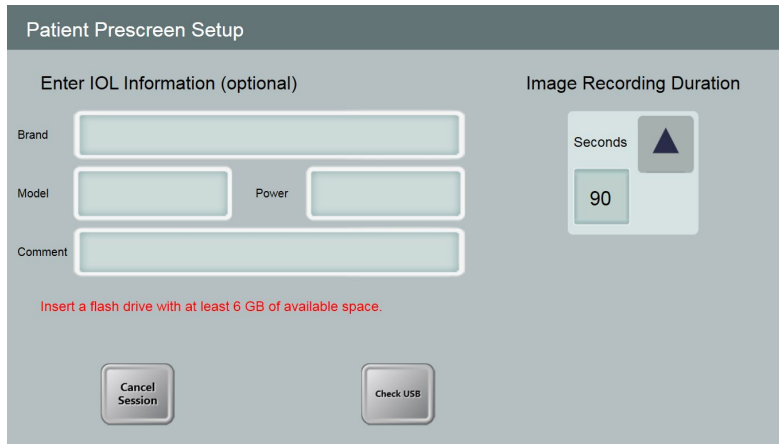 Patient Prescreen Setup
Enter IOL Information (optional)
Image Recording Duration
Brand
Seconds
90
Model
Power
Comment
Insert a flash drive with at least 6 GB of available space.
Cancel
Session
Check USB